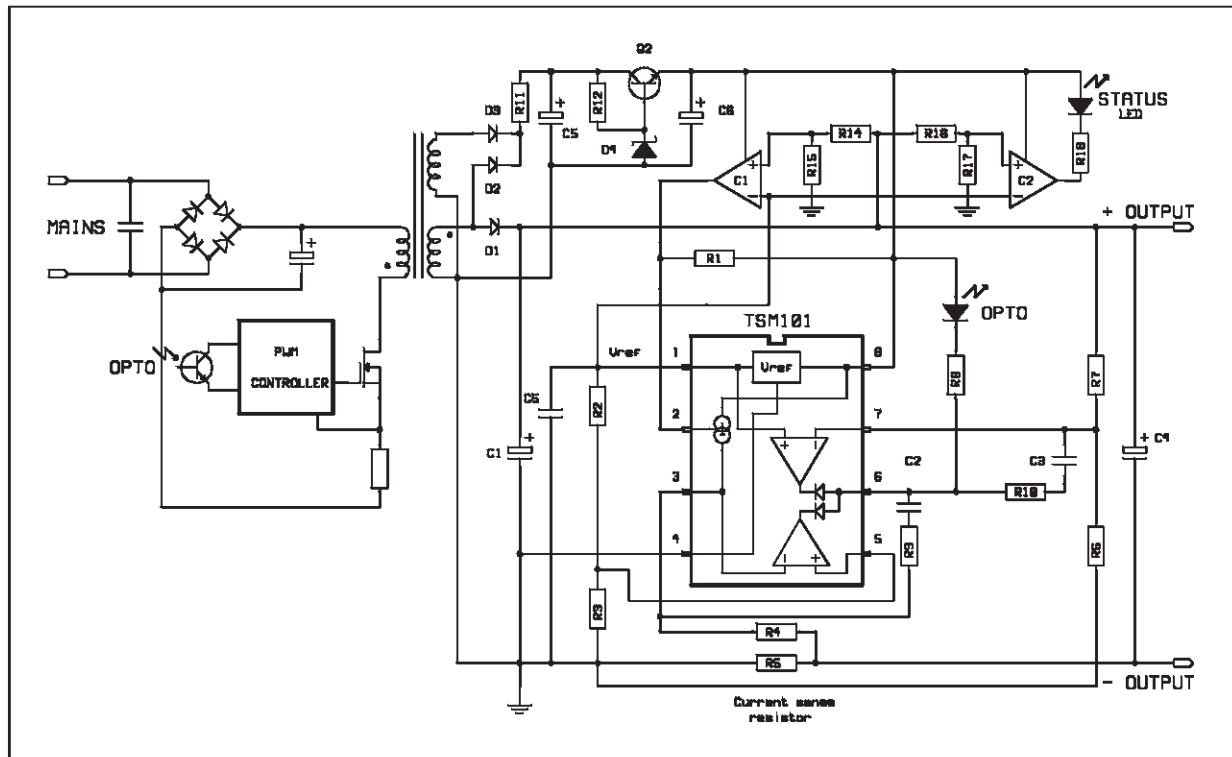 Q2
R11
+
C5
R12
D4
+
C6
D3
D2
D1
R14
R15
R16
R17
+
−
C1
+
−
C2
STATUS
LED
R18
MAINS
+
+ OUTPUT
R1
OPTO
TSM101
OPTO
PWM
CONTROLLER
Vref
1
Vref
8
R8
R7
C5
R2
2
7
C1
+
+ −
C2
C3
+
C4
3
6
R10
4
5
R9
R6
− +
R3
R4
R5
− OUTPUT
Current sense
resistor